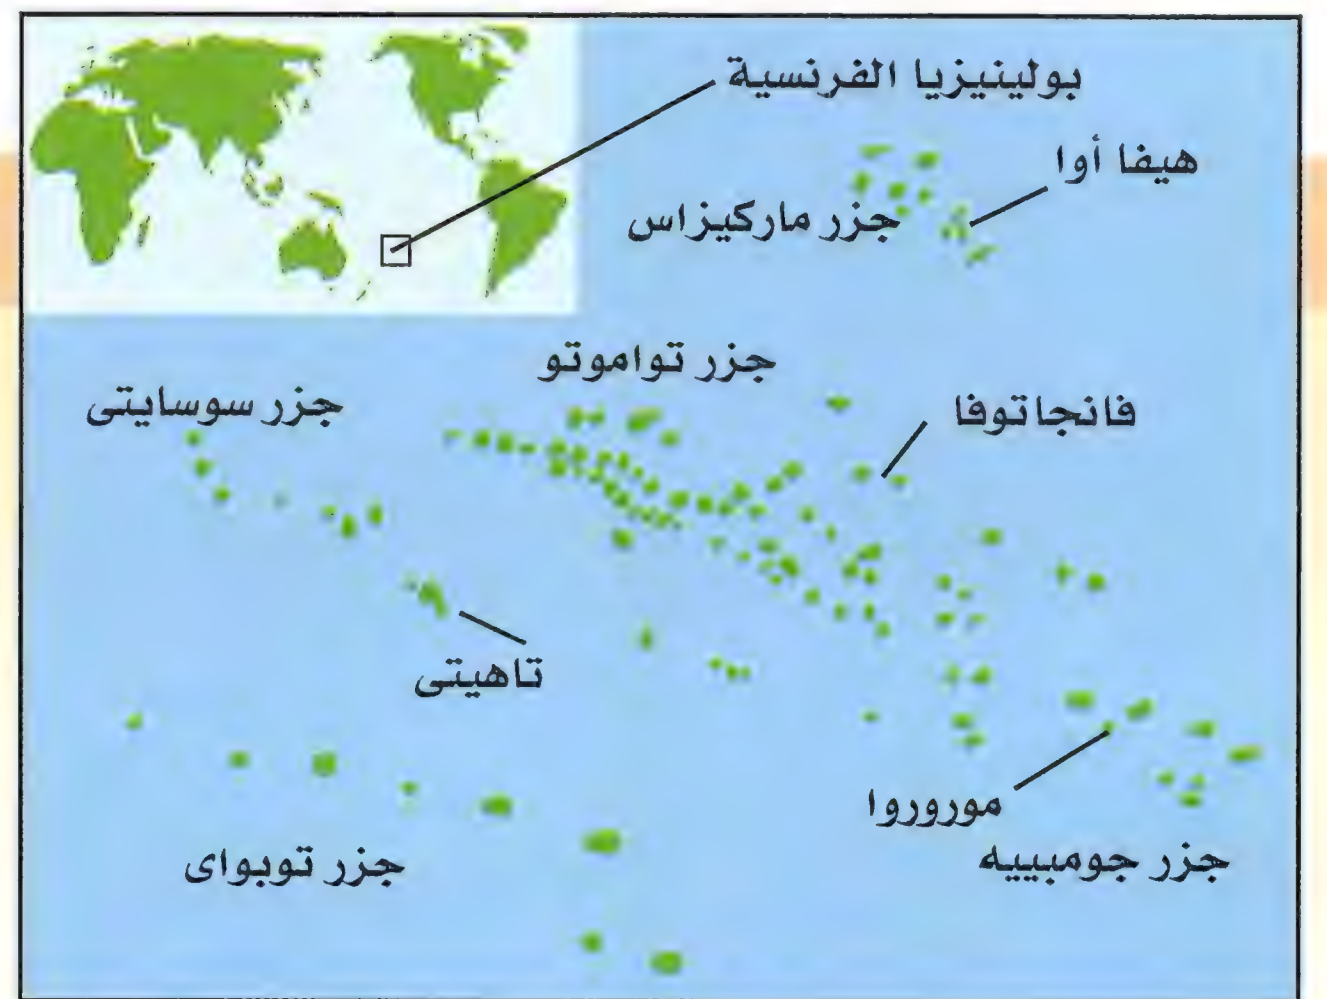 بولينيزيا الفرنسية
هيفا أوا
جزر ماركيزاس
جزر تواموتو
جزر سوسايتى
فانجاتوفا
تاهيتى
موروروا
جزر جومبييه
جزر توبواى